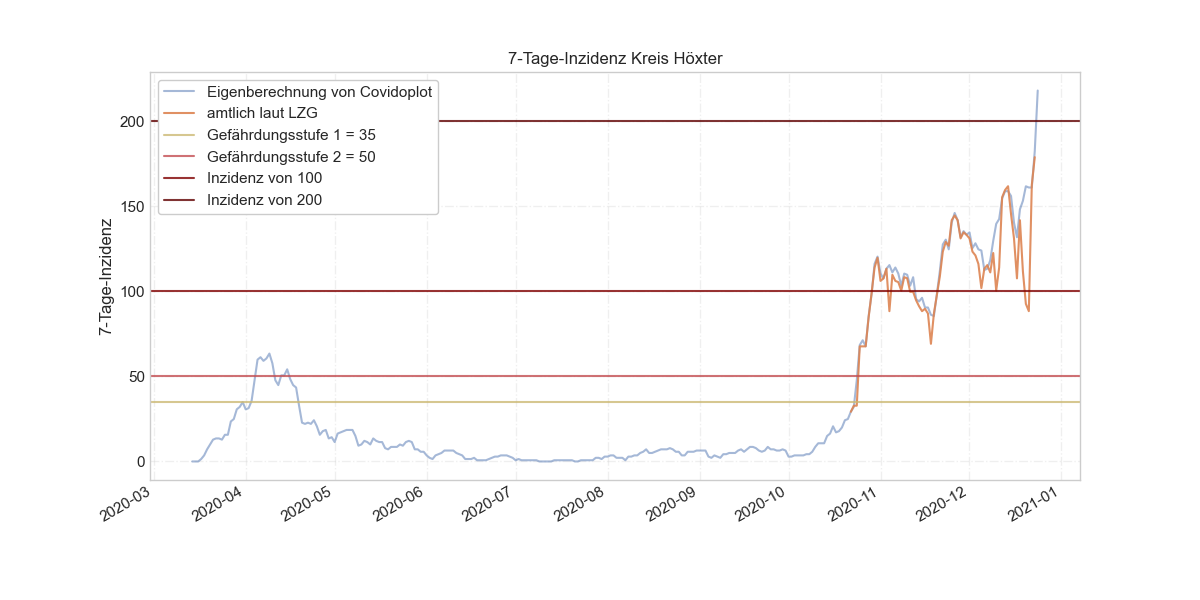 7-Tage-Inzidenz Kreis Höxter
Eigenberechnung von Covidoplot
amtlich laut LZG
Gefährdungsstufe 1 = 35
Gefährdungsstufe 2 = 50
Inzidenz von 100
Inzidenz von 200
7-Tage-Inzidenz
200
150
100
50
0
2020-03
2020-04
2020-05
2020-06
2020-07
2020-08
2020-09
2020-10
2020-11
2020-12
2021-01